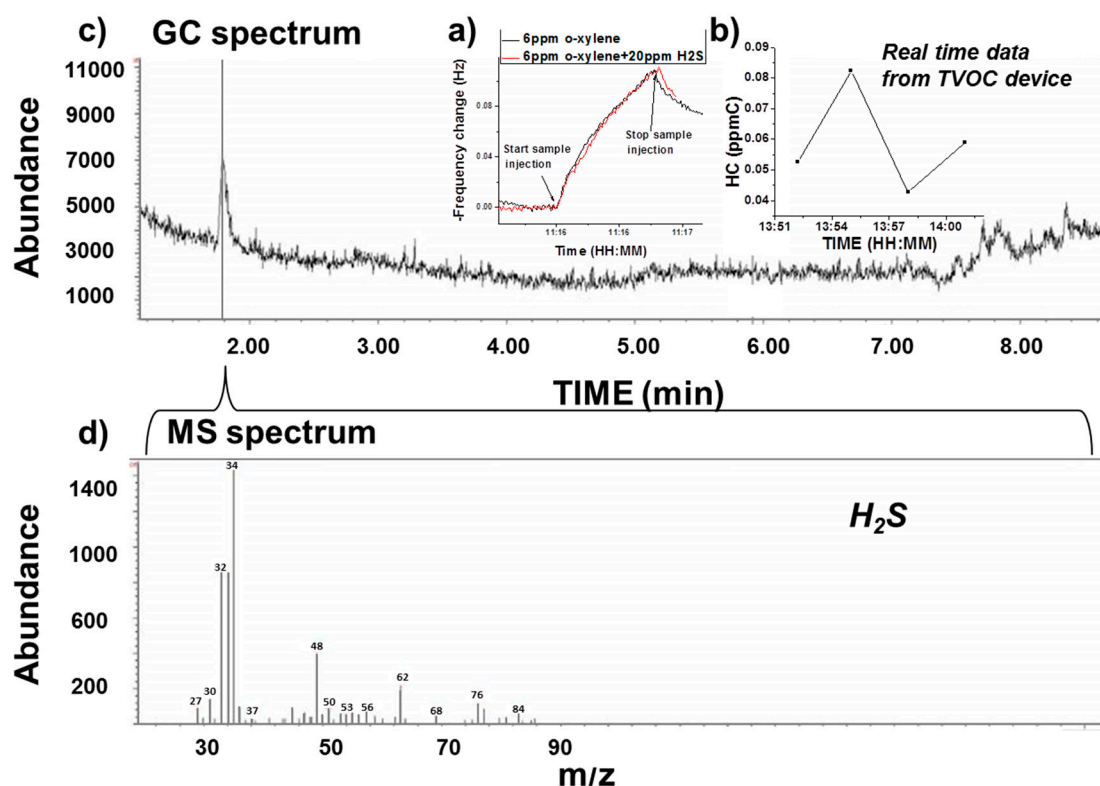 c) GC spectrum
Abundance
11000
9000
7000
5000
3000
1000
2.00 3.00 4.00 5.00 6.00 7.00 8.00
TIME (min)
a)
6ppm o-xylene
6ppm o-xylene+20ppm H2S
-Frequency change (Hz)
0.08
0.04
0.00
Start sample
injection
Stop sample
injection
11:16 11:16 11:17
Time (HH:MM)
b)
Real time data
from TVOC device
HC (ppmC)
0.09
0.08
0.07
0.06
0.05
0.04
13:51 13:54 13:57 14:00
TIME (HH:MM)
d) MS spectrum
Abundance
1400
1000
600
200
34
32
48
62
76
27
30
37
50
53
56
68
84
H2S
30 50 70 90
m/z